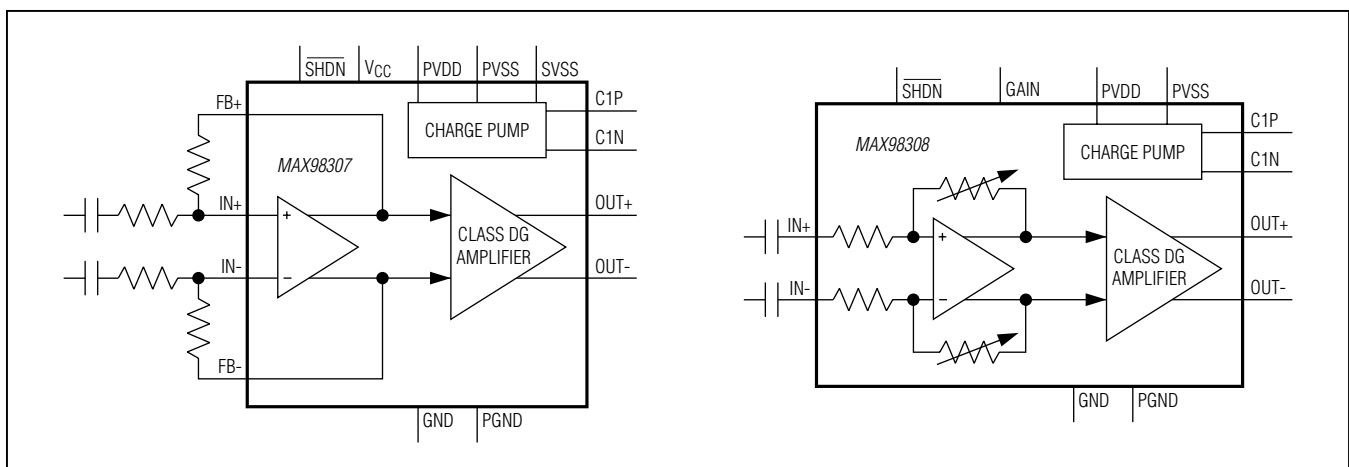 SHDN VCC PVDD PVSS SVSS
FB+
C1P
CHARGE PUMP
C1N
MAX98307
IN+
+
OUT+
CLASS DG
AMPLIFIER
IN-
−
OUT-
FB-
GND PGND
SHDN GAIN PVDD PVSS
C1P
MAX98308
CHARGE PUMP
C1N
IN+
+
OUT+
CLASS DG
AMPLIFIER
IN-
−
OUT-
GND PGND